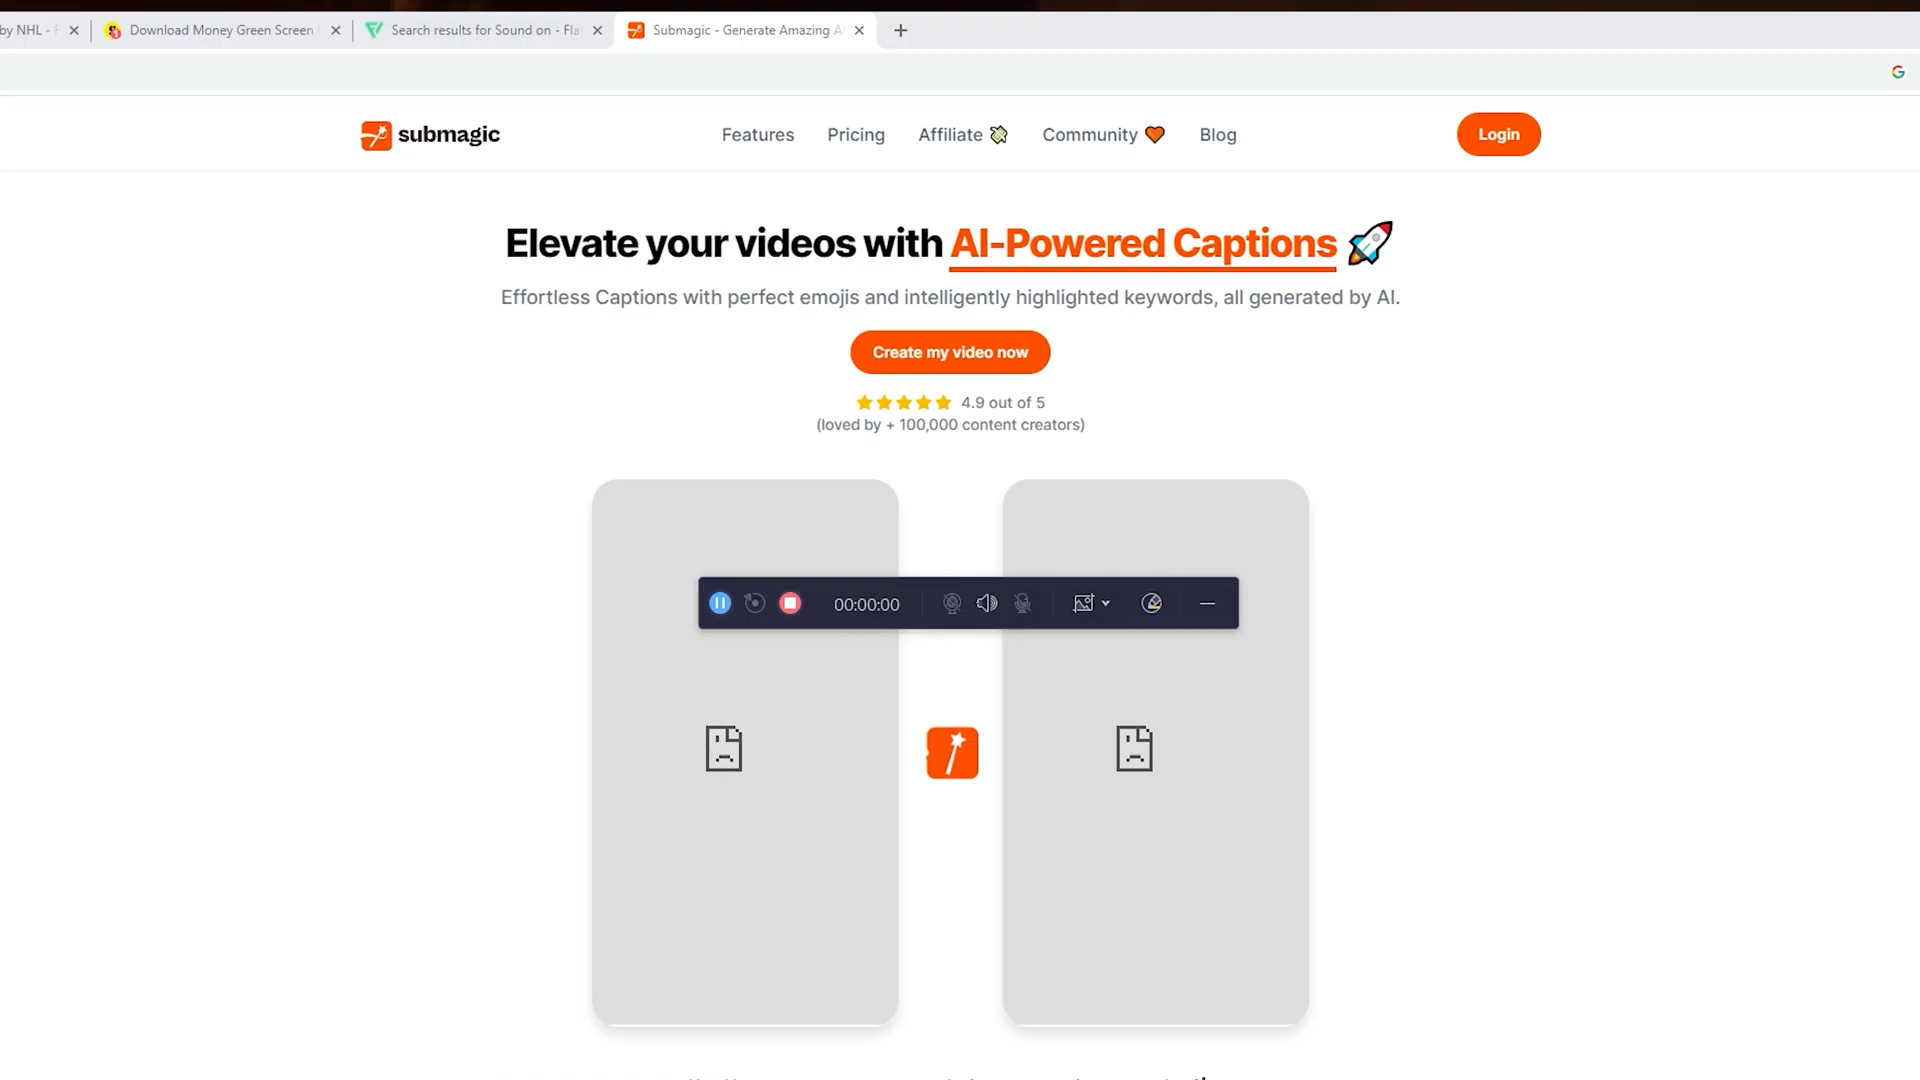 by NHL - F
Download Money Green Screen
Search results for Sound on - Fla
Submagic - Generate Amazing A
submagic
Features
Pricing
Affiliate
Community
Blog
Login
Elevate your videos with AI-Powered Captions 🚀
Effortless Captions with perfect emojis and intelligently highlighted keywords, all generated by AI.
Create my video now
4.9 out of 5
(loved by + 100,000 content creators)
00:00:00